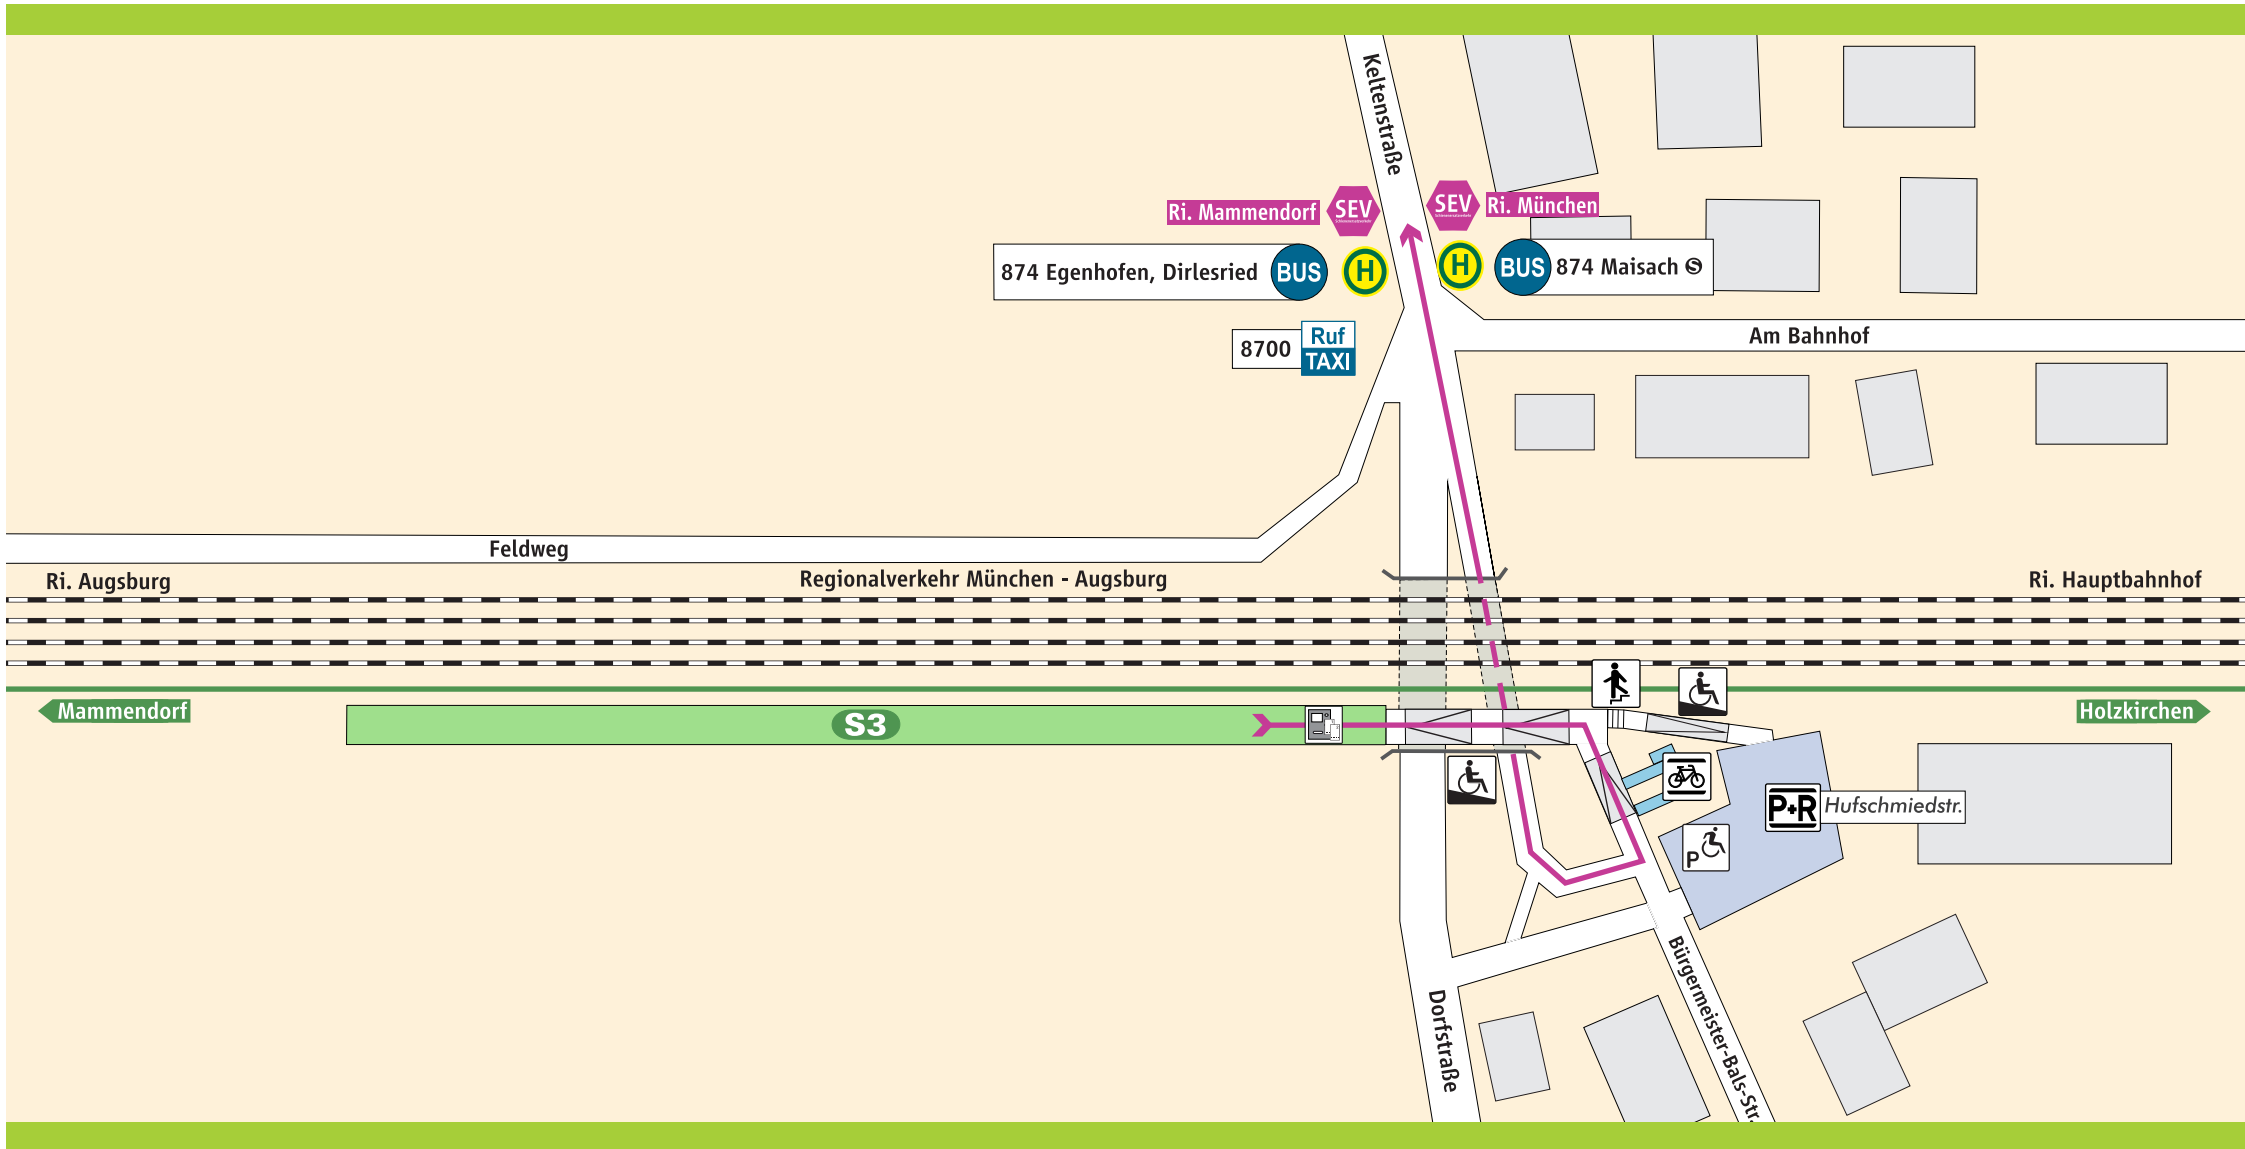 Keltenstraße
Ri. Mammendorf
SEV
SEV
Ri. München
874 Egenhofen, Dirlesried
BUS
H
H
BUS
874 Maisach S
8700
Ruf
TAXI
Am Bahnhof
Feldweg
Ri. Augsburg
Regionalverkehr München - Augsburg
Ri. Hauptbahnhof
Mammendorf
S3
Holzkirchen
P+R
Hufschmiedstr.
P
Bürgermeister-Bals-Str.
Dorfstraße